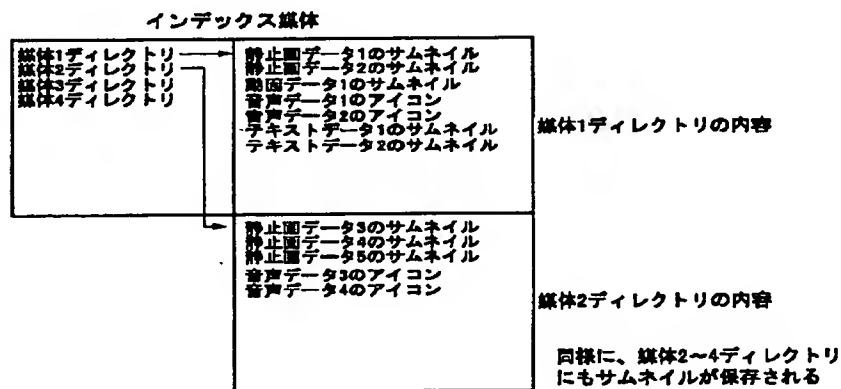 インデックス媒体
媒体1ディレクトリ
媒体2ディレクトリ
媒体3ディレクトリ
媒体4ディレクトリ
静止画データ1のサムネイル
静止画データ2のサムネイル
動画データ1のサムネイル
音声データ1のアイコン
音声データ2のアイコン
テキストデータ1のサムネイル
テキストデータ2のサムネイル
媒体1ディレクトリの内容
静止画データ3のサムネイル
静止画データ4のサムネイル
静止画データ5のサムネイル
音声データ3のアイコン
音声データ4のアイコン
媒体2ディレクトリの内容
同様に、媒体2~4ディレクトリ
にもサムネイルが保存される